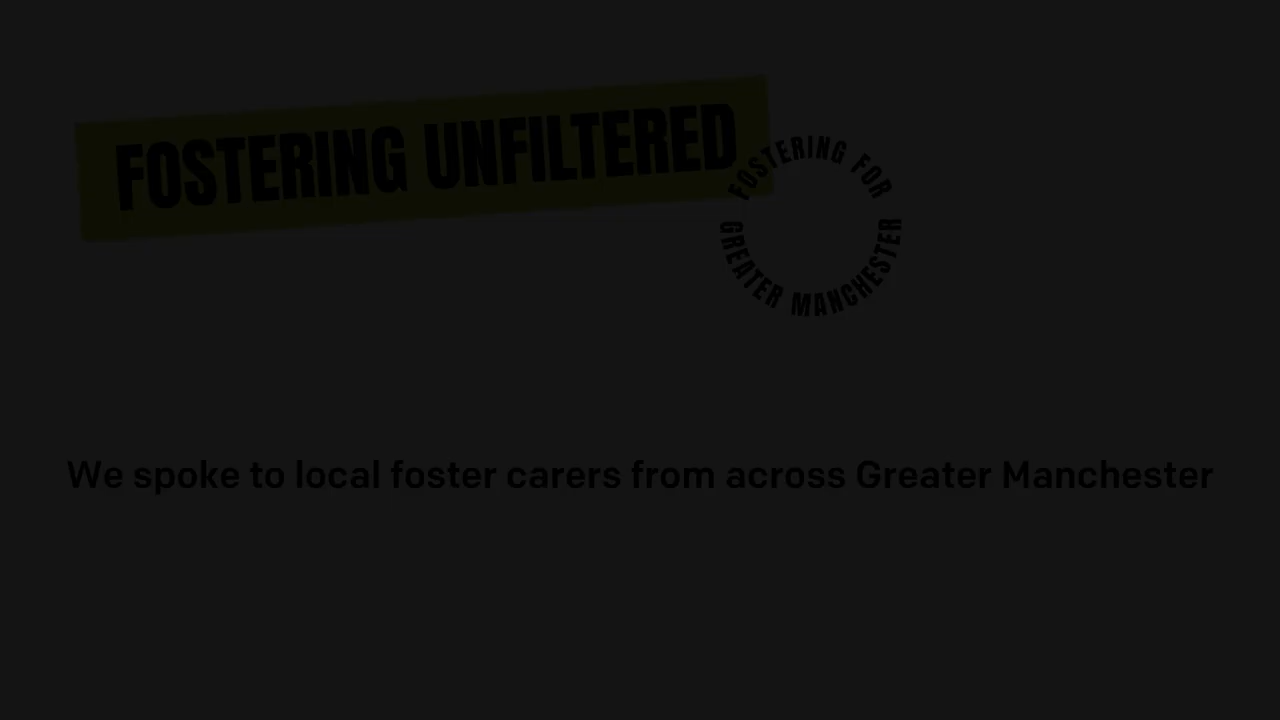 FOSTERING UNFILTERED
FOSTERING FOR
GREATER MANCHESTER
We spoke to local foster carers from across Greater Manchester